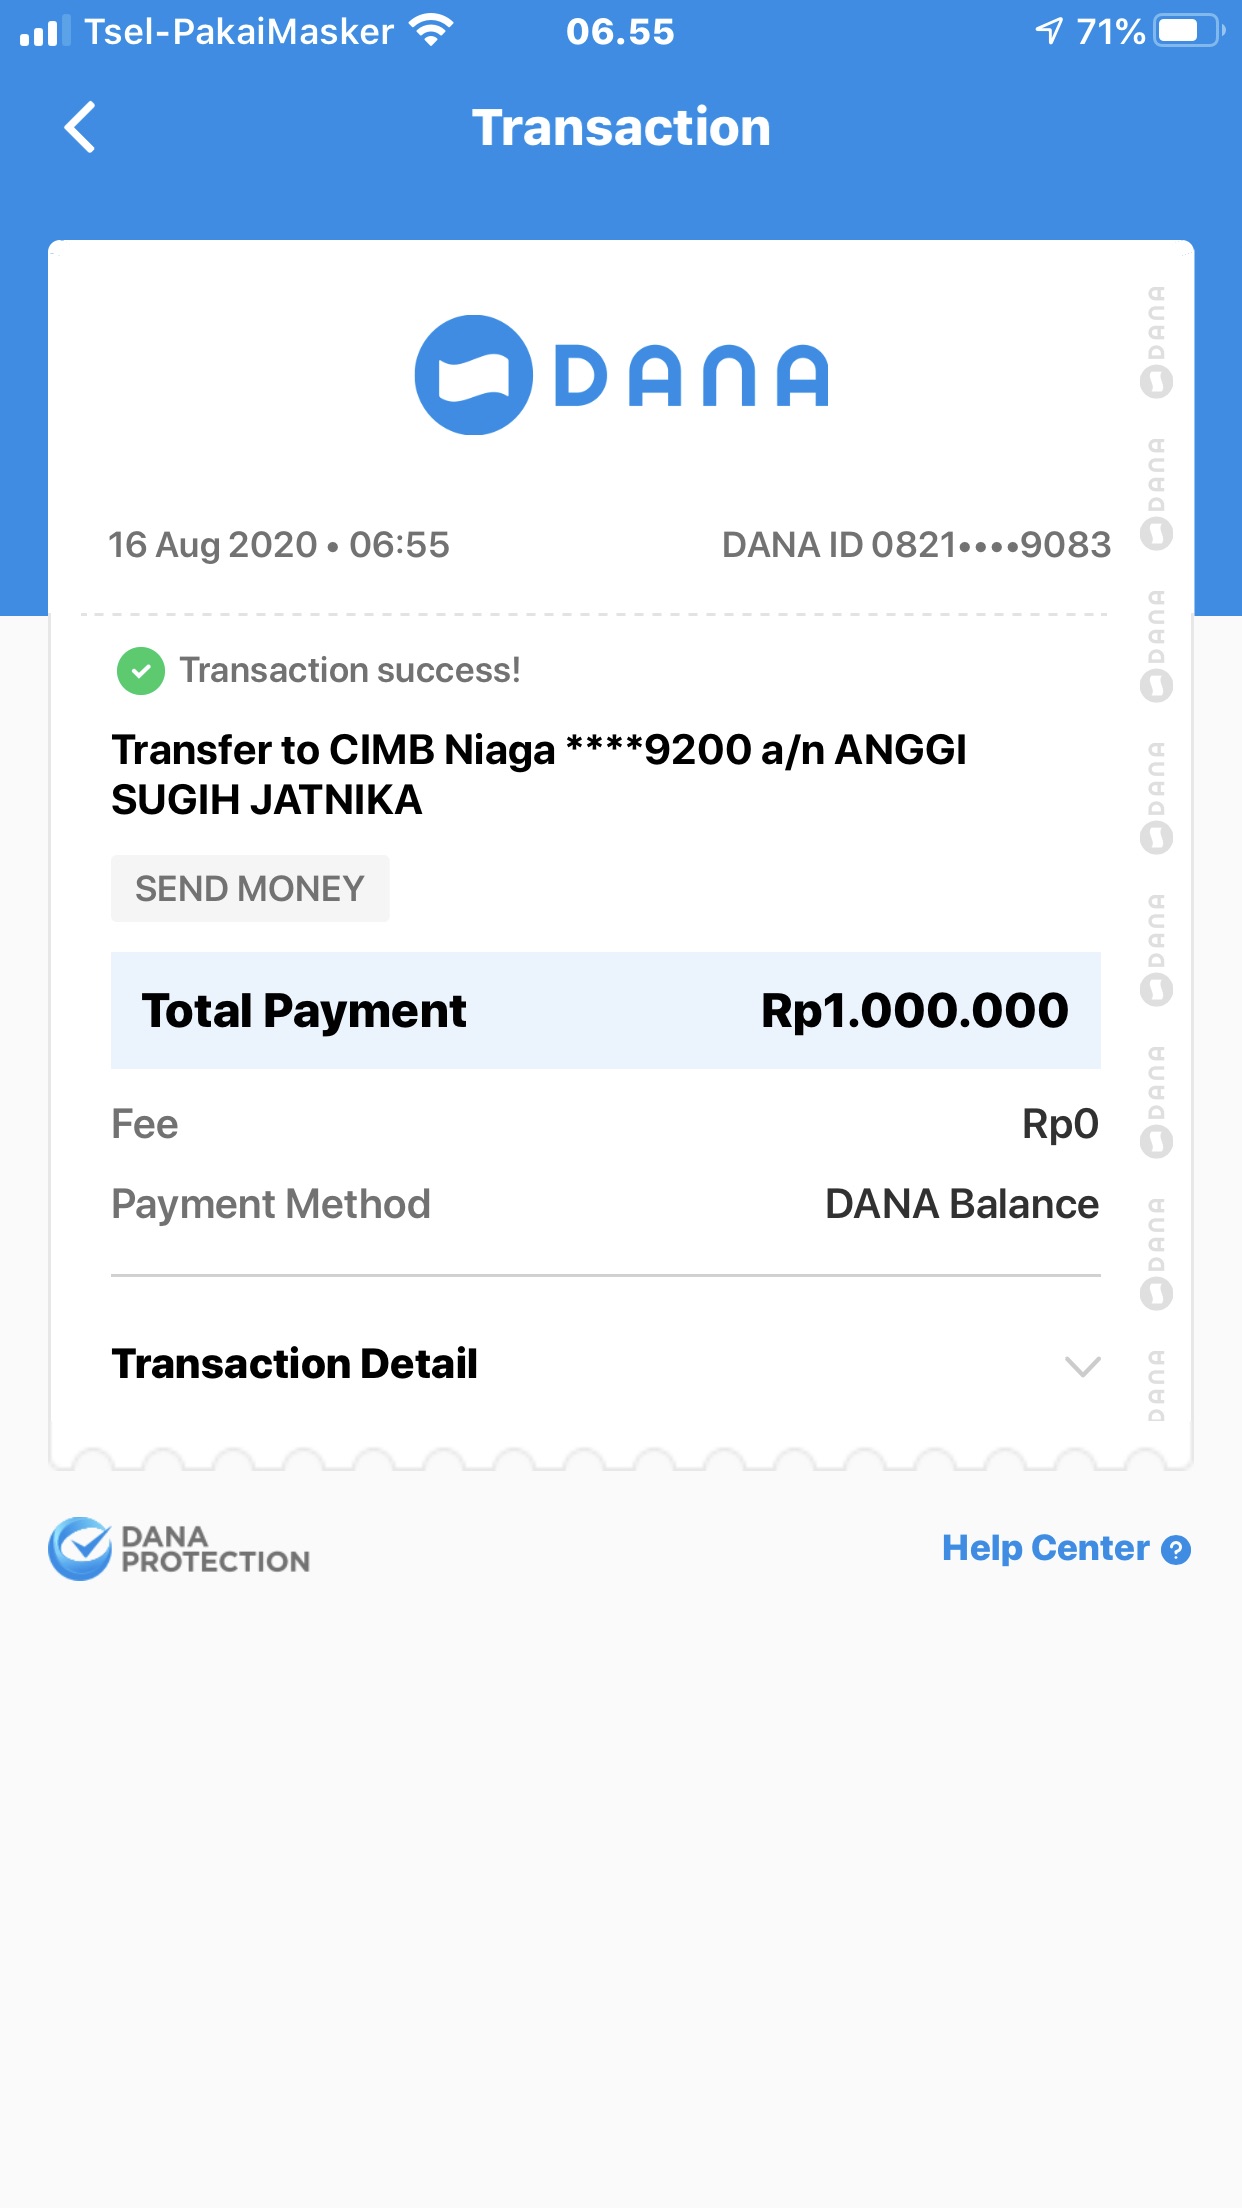 Tsel-PakaiMasker 06.55 71%
Transaction
DANA
16 Aug 2020 • 06:55 DANA ID 0821••••9083
Transaction success!
Transfer to CIMB Niaga ****9200 a/n ANGGI
SUGIH JATNIKA
SEND MONEY
Total Payment Rp1.000.000
Fee Rp0
Payment Method DANA Balance
Transaction Detail
DANA
DANA
DANA
DANA
DANA
DANA
DANA
DANA
DANA
PROTECTION
Help Center ?